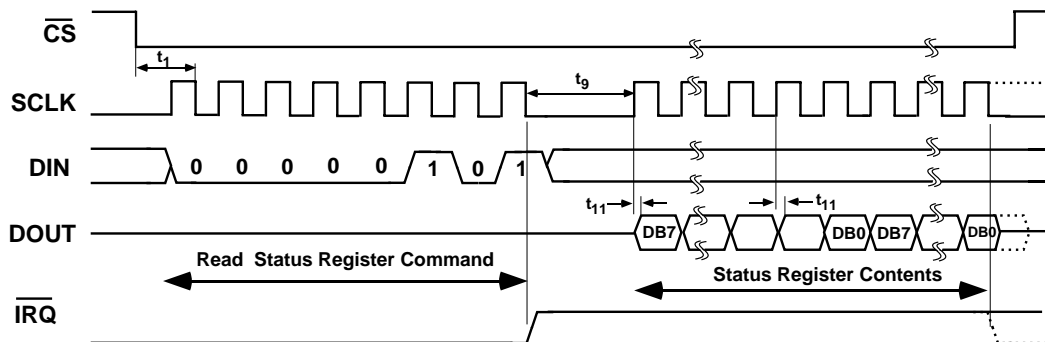 CS
t1
SCLK
t9
DIN
0 0 0 0 0 1 0 1
t11
t11
DOUT
DB7
DB0
DB7
DB0
Read Status Register Command
Status Register Contents
IRQ